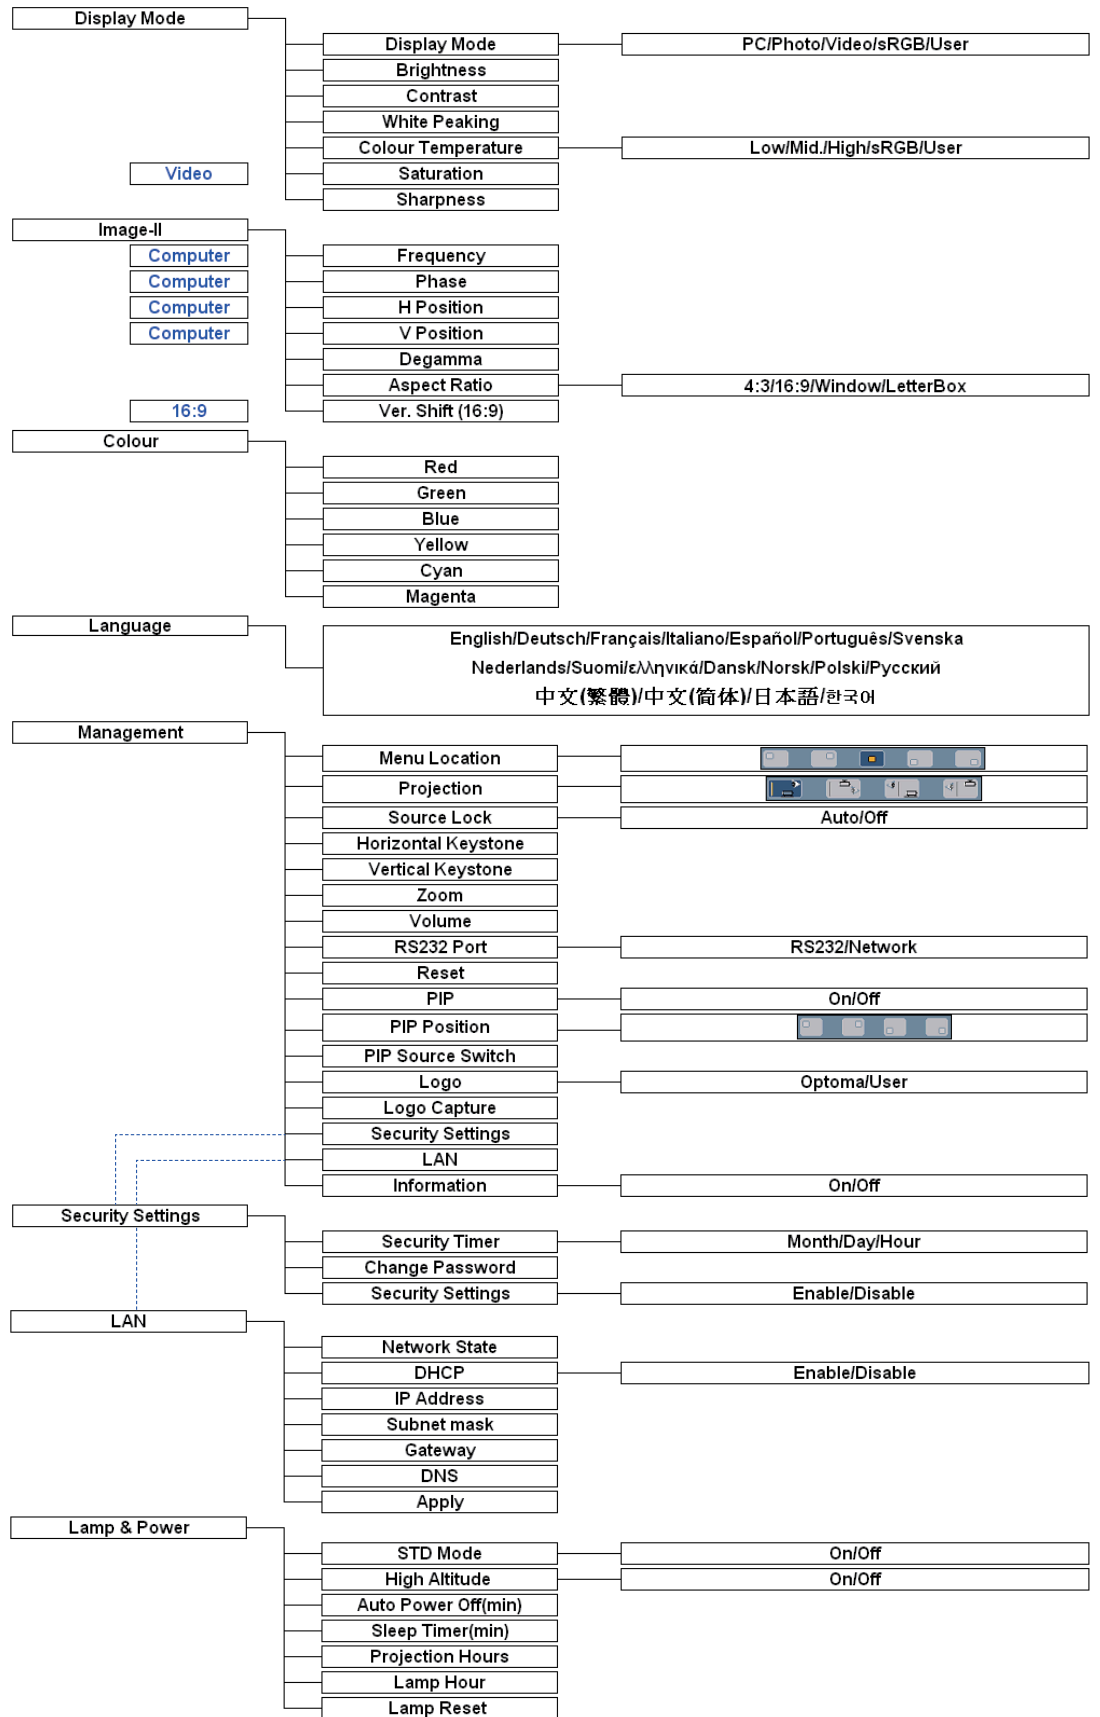 Display Mode
Display Mode PC/Photo/Video/sRGB/User
Brightness
Contrast
White Peaking
Colour Temperature Low/Mid./High/sRGB/User
Video Saturation
Sharpness
Image-II
Computer Frequency
Computer Phase
Computer H Position
Computer V Position
Degamma
Aspect Ratio 4:3/16:9/Window/LetterBox
16:9 Ver. Shift (16:9)
Colour
Red
Green
Blue
Yellow
Cyan
Magenta
Language
English/Deutsch/Français/Italiano/Español/Português/Svenska
Nederlands/Suomi/ελληνικά/Dansk/Norsk/Polski/Русский
中文(繁體)/中文(简体)/日本語/한국어
Management
Menu Location
Projection
Source Lock Auto/Off
Horizontal Keystone
Vertical Keystone
Zoom
Volume
RS232 Port RS232/Network
Reset
PIP On/Off
PIP Position
PIP Source Switch
Logo Optoma/User
Logo Capture
Security Settings
LAN
Information On/Off
Security Settings
Security Timer Month/Day/Hour
Change Password
Security Settings Enable/Disable
LAN
Network State
DHCP Enable/Disable
IP Address
Subnet mask
Gateway
DNS
Apply
Lamp & Power
STD Mode On/Off
High Altitude On/Off
Auto Power Off(min)
Sleep Timer(min)
Projection Hours
Lamp Hour
Lamp Reset